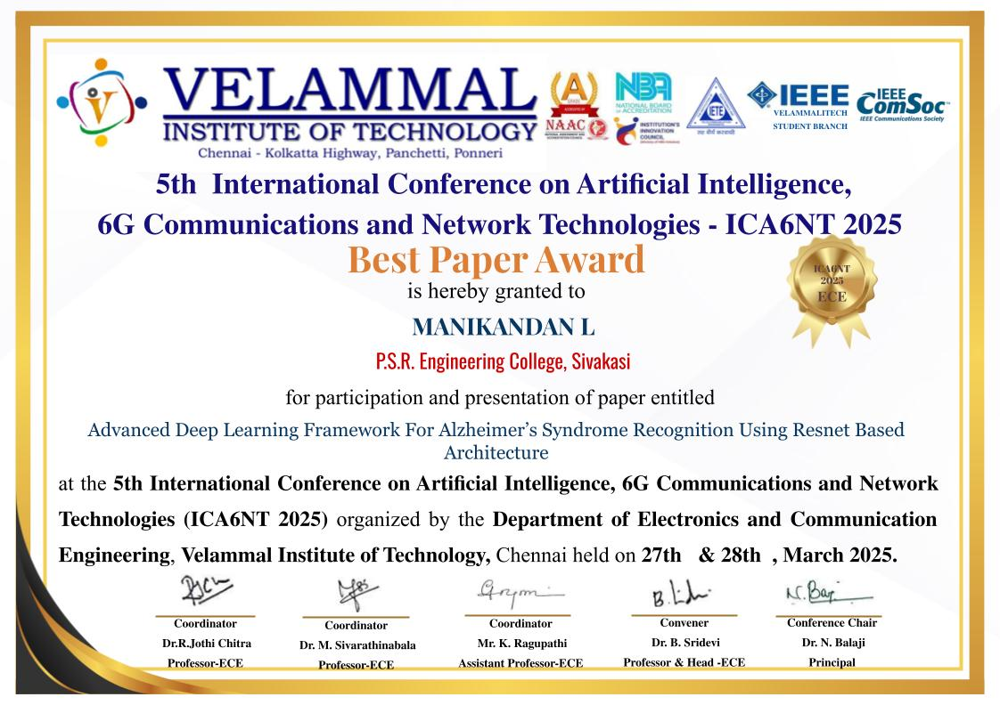 VELAMMAL
INSTITUTE OF TECHNOLOGY
Chennai - Kolkatta Highway, Panchetti, Ponneri
A
GRADE
ACCREDITED BY
NAAC
NBA
NATIONAL BOARD
OF ACCREDITATION
INSTITUTION'S
INNOVATION
COUNCIL
IETE
IEEE
VELAMMALITECH
STUDENT BRANCH
IEEE
ComSoc™
IEEE Communications Society
5th International Conference on Artificial Intelligence,
6G Communications and Network Technologies - ICA6NT 2025
Best Paper Award
ICA6NT
2025
ECE
is hereby granted to
MANIKANDAN L
P.S.R. Engineering College, Sivakasi
for participation and presentation of paper entitled
Advanced Deep Learning Framework For Alzheimer’s Syndrome Recognition Using Resnet Based
Architecture
at the 5th International Conference on Artificial Intelligence, 6G Communications and Network
Technologies (ICA6NT 2025) organized by the Department of Electronics and Communication
Engineering, Velammal Institute of Technology, Chennai held on 27th & 28th , March 2025.
Coordinator
Dr.R.Jothi Chitra
Professor-ECE
Coordinator
Dr. M. Sivarathinabala
Professor-ECE
Coordinator
Mr. K. Ragupathi
Assistant Professor-ECE
Convener
Dr. B. Sridevi
Professor & Head -ECE
Conference Chair
Dr. N. Balaji
Principal